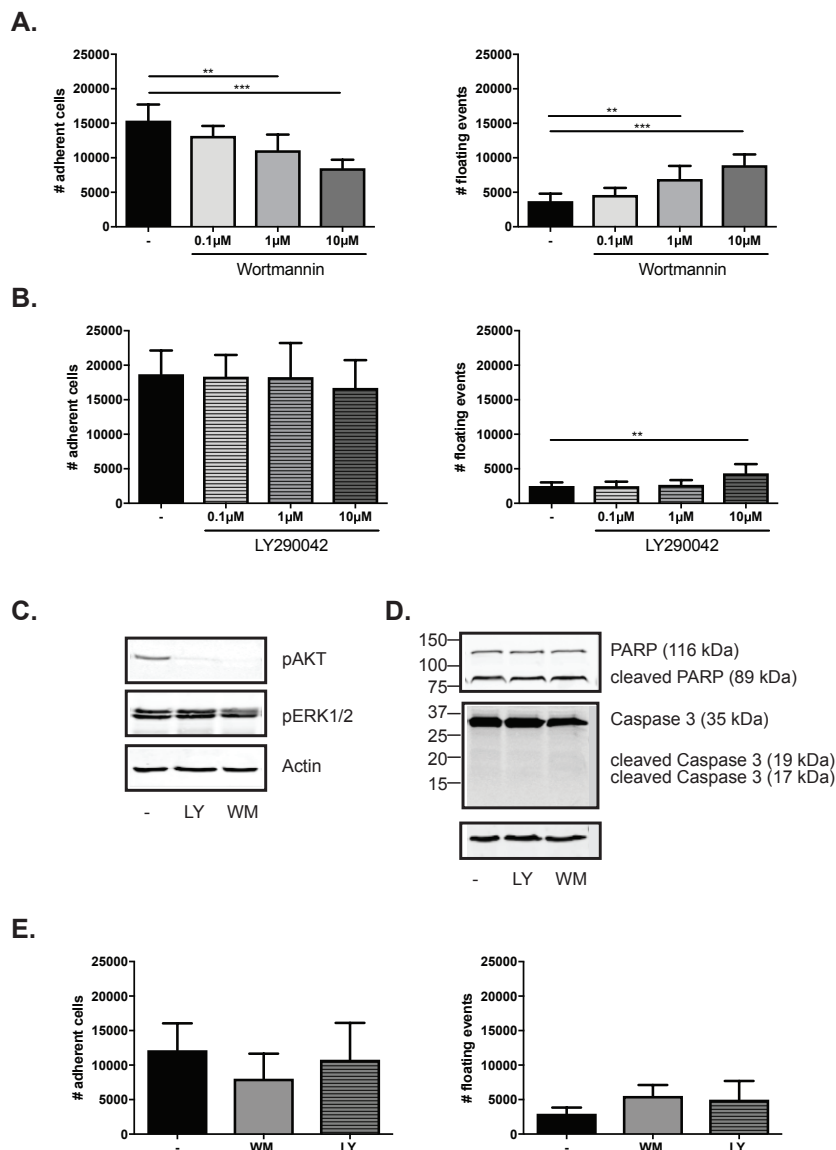 A.
# adherent cells
25000
20000
15000
10000
5000
0
**
***
-
0.1µM
1µM
10µM
Wortmannin
# floating events
25000
20000
15000
10000
5000
0
**
***
-
0.1µM
1µM
10µM
Wortmannin
B.
# adherent cells
25000
20000
15000
10000
5000
0
-
0.1µM
1µM
10µM
LY290042
# floating events
25000
20000
15000
10000
5000
0
**
-
0.1µM
1µM
10µM
LY290042
C.
pAKT
pERK1/2
Actin
- LY WM
D.
150
100
75
PARP (116 kDa)
cleaved PARP (89 kDa)
37
25
20
15
Caspase 3 (35 kDa)
cleaved Caspase 3 (19 kDa)
cleaved Caspase 3 (17 kDa)
- LY WM
E.
# adherent cells
25000
20000
15000
10000
5000
0
- WM LY
# floating events
25000
20000
15000
10000
5000
0
- WM LY